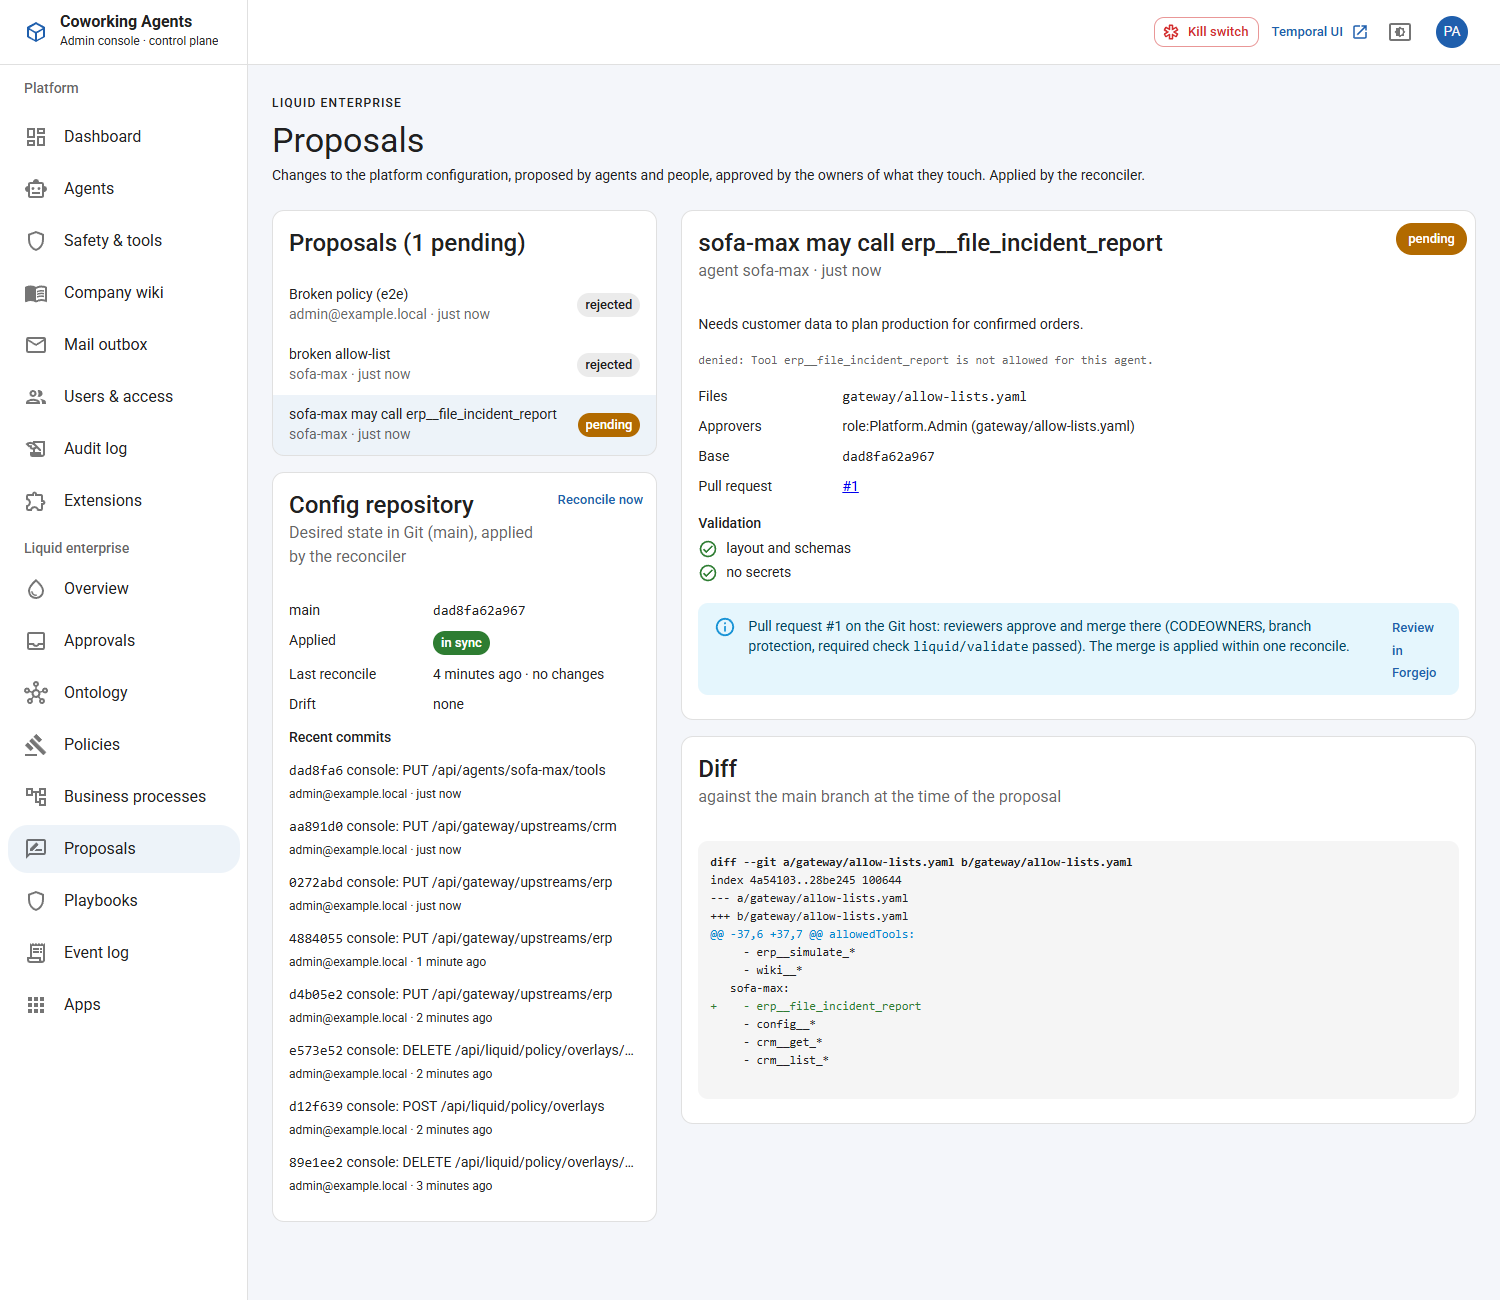 Coworking Agents
Admin console · control plane
Kill switch
Temporal UI
PA
Platform
Dashboard
Agents
Safety & tools
Company wiki
Mail outbox
Users & access
Audit log
Extensions
Liquid enterprise
Overview
Approvals
Ontology
Policies
Business processes
Proposals
Playbooks
Event log
Apps
LIQUID ENTERPRISE
Proposals
Changes to the platform configuration, proposed by agents and people, approved by the owners of what they touch. Applied by the reconciler.
Proposals (1 pending)
Broken policy (e2e)
admin@example.local · just now
rejected
broken allow-list
sofa-max · just now
rejected
sofa-max may call erp__file_incident_report
sofa-max · just now
pending
Config repository
Reconcile now
Desired state in Git (main), applied
by the reconciler
main dad8fa62a967
Applied in sync
Last reconcile 4 minutes ago · no changes
Drift none
Recent commits
dad8fa6 console: PUT /api/agents/sofa-max/tools
admin@example.local · just now
aa891d0 console: PUT /api/gateway/upstreams/crm
admin@example.local · just now
0272abd console: PUT /api/gateway/upstreams/erp
admin@example.local · just now
4884055 console: PUT /api/gateway/upstreams/erp
admin@example.local · 1 minute ago
d4b05e2 console: PUT /api/gateway/upstreams/erp
admin@example.local · 2 minutes ago
e573e52 console: DELETE /api/liquid/policy/overlays/...
admin@example.local · 2 minutes ago
d12f639 console: POST /api/liquid/policy/overlays
admin@example.local · 2 minutes ago
89e1ee2 console: DELETE /api/liquid/policy/overlays/...
admin@example.local · 3 minutes ago
sofa-max may call erp__file_incident_report
pending
agent sofa-max · just now
Needs customer data to plan production for confirmed orders.
denied: Tool erp__file_incident_report is not allowed for this agent.
Files gateway/allow-lists.yaml
Approvers role:Platform.Admin (gateway/allow-lists.yaml)
Base dad8fa62a967
Pull request #1
Validation
layout and schemas
no secrets
Pull request #1 on the Git host: reviewers approve and merge there (CODEOWNERS, branch
protection, required check liquid/validate passed). The merge is applied within one reconcile.
Review
in
Forgejo
Diff
against the main branch at the time of the proposal
diff --git a/gateway/allow-lists.yaml b/gateway/allow-lists.yaml
index 4a54103..28be245 100644
--- a/gateway/allow-lists.yaml
+++ b/gateway/allow-lists.yaml
@@ -37,6 +37,7 @@ allowedTools:
- erp__simulate_*
- wiki__*
sofa-max:
+ - erp__file_incident_report
- config__*
- crm__get_*
- crm__list_*